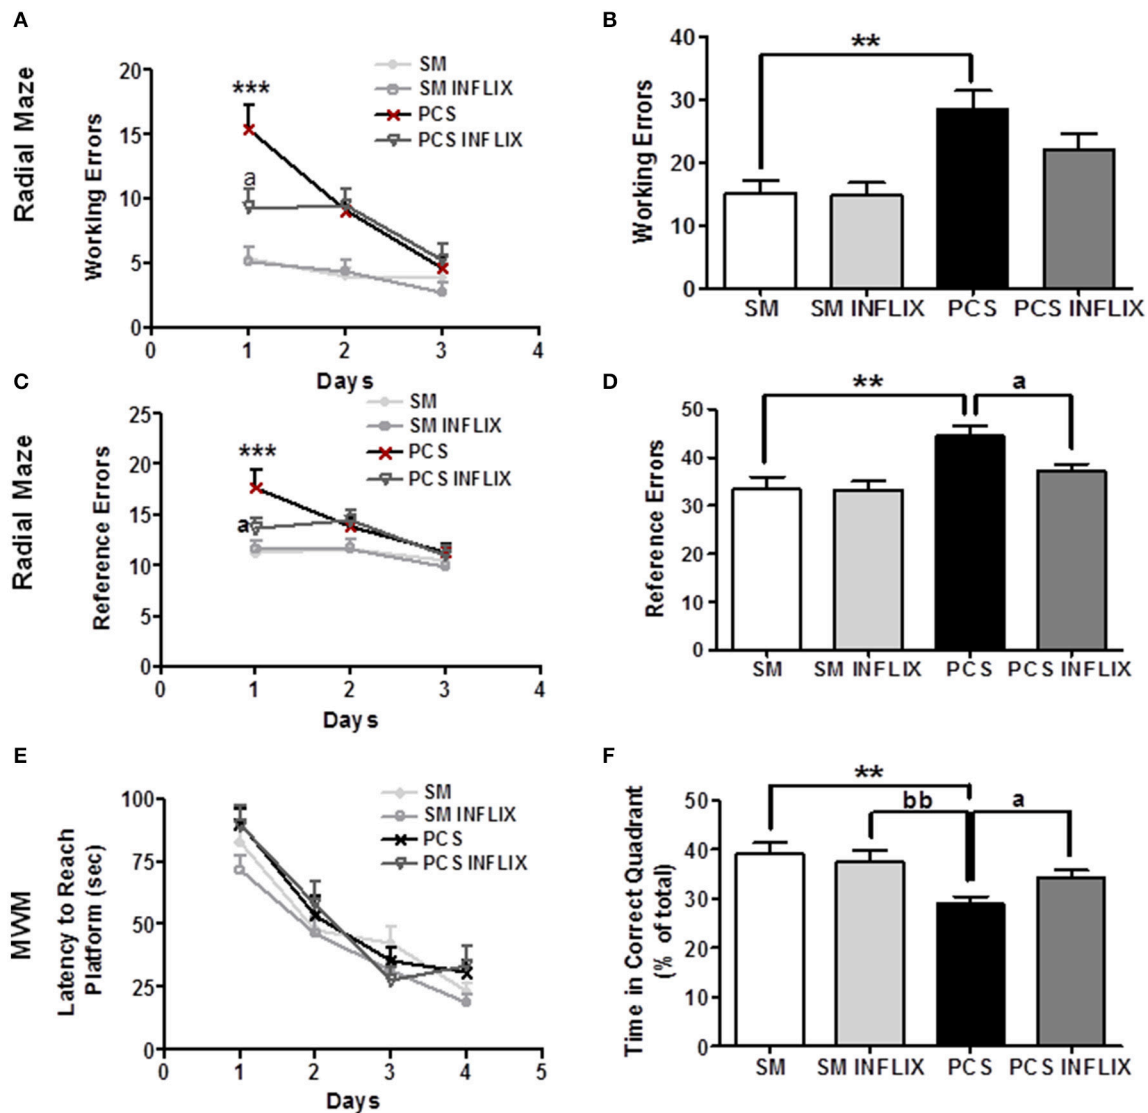 A
Radial Maze
Working Errors
20
15
10
5
0
0 1 2 3 4
Days
***
a
SM
SM INFLIX
PCS
PCS INFLIX
B
Working Errors
40
30
20
10
0
**
SM SM INFLIX PCS PCS INFLIX
C
Radial Maze
Reference Errors
25
20
15
10
5
0
0 1 2 3 4
Days
***
a
SM
SM INFLIX
PCS
PCS INFLIX
D
Reference Errors
50
40
30
20
10
0
** a
SM SM INFLIX PCS PCS INFLIX
E
MWM
Latency to Reach
Platform (sec)
100
75
50
25
0
0 1 2 3 4 5
Days
SM
SM INFLIX
PCS
PCS INFLIX
F
Time in Correct Quadrant
(% of total)
50
40
30
20
10
0
**
bb a
SM SM INFLIX PCS PCS INFLIX